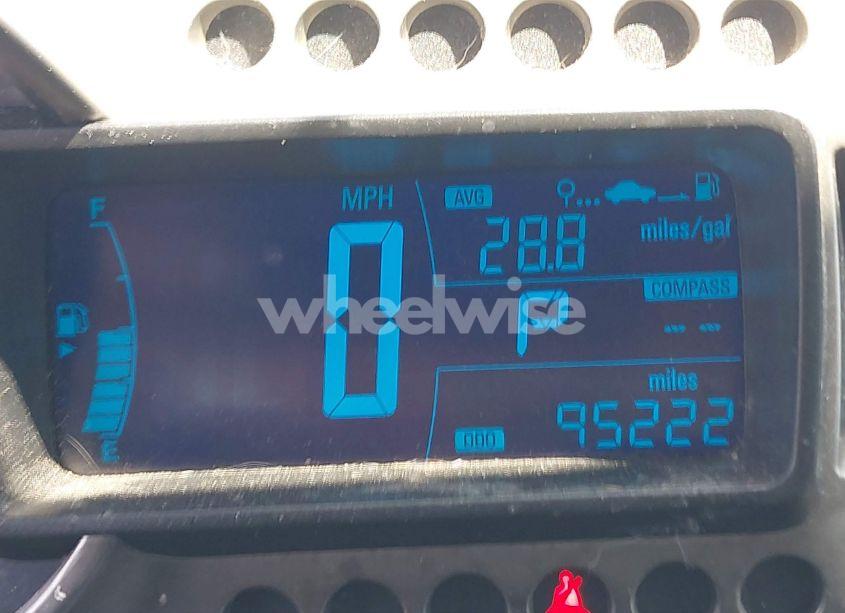 F
MPH
AVG
28.8 miles/gal
0
wheelwise
P
COMPASS
-- --
miles
ODO 95222
E